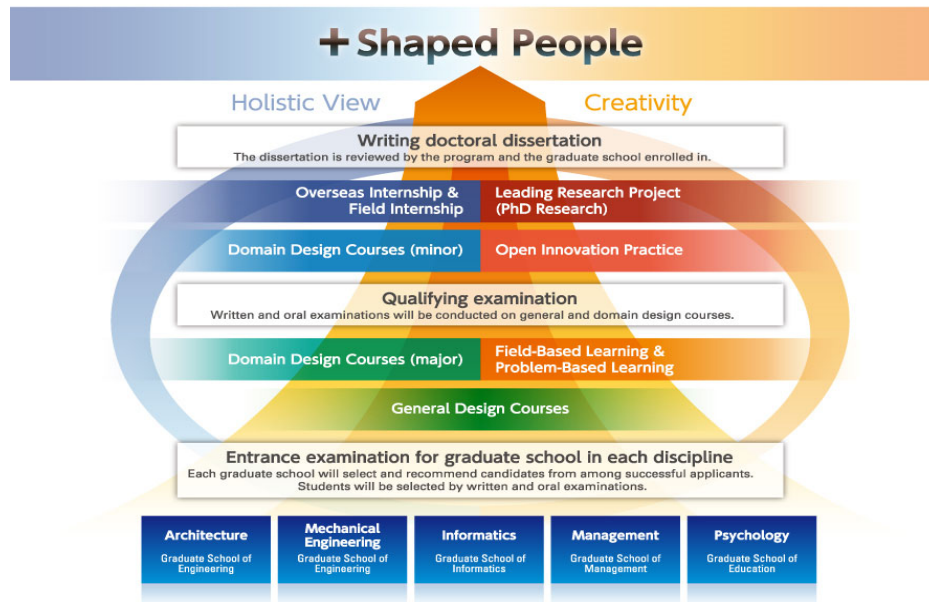 + Shaped People
Holistic View
Creativity
Writing doctoral dissertation
The dissertation is reviewed by the program and the graduate school enrolled in.
Overseas Internship &
Field Internship
Leading Research Project
(PhD Research)
Domain Design Courses (minor)
Open Innovation Practice
Qualifying examination
Written and oral examinations will be conducted on general and domain design courses.
Domain Design Courses (major)
Field-Based Learning &
Problem-Based Learning
General Design Courses
Entrance examination for graduate school in each discipline
Each graduate school will select and recommend candidates from among successful applicants.
Students will be selected by written and oral examinations.
Architecture
Graduate School of
Engineering
Mechanical
Engineering
Graduate School of
Engineering
Informatics
Graduate School of
Informatics
Management
Graduate School of
Management
Psychology
Graduate School of
Education